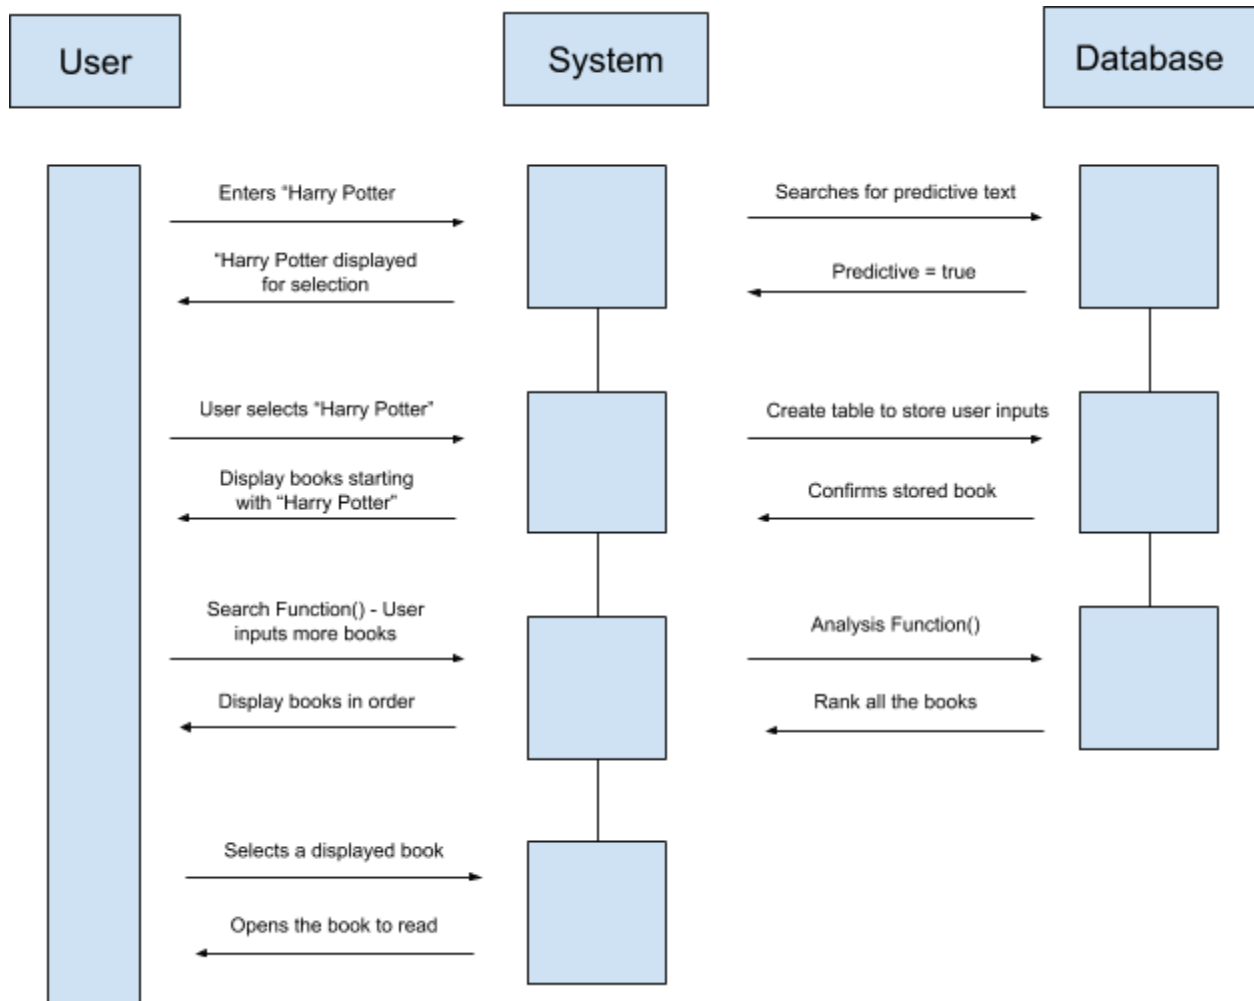 User
System
Database
Enters “Harry Potter
Searches for predictive text
“Harry Potter displayed
for selection
Predictive = true
User selects “Harry Potter”
Create table to store user inputs
Display books starting
with “Harry Potter”
Confirms stored book
Search Function() - User
inputs more books
Analysis Function()
Display books in order
Rank all the books
Selects a displayed book
Opens the book to read